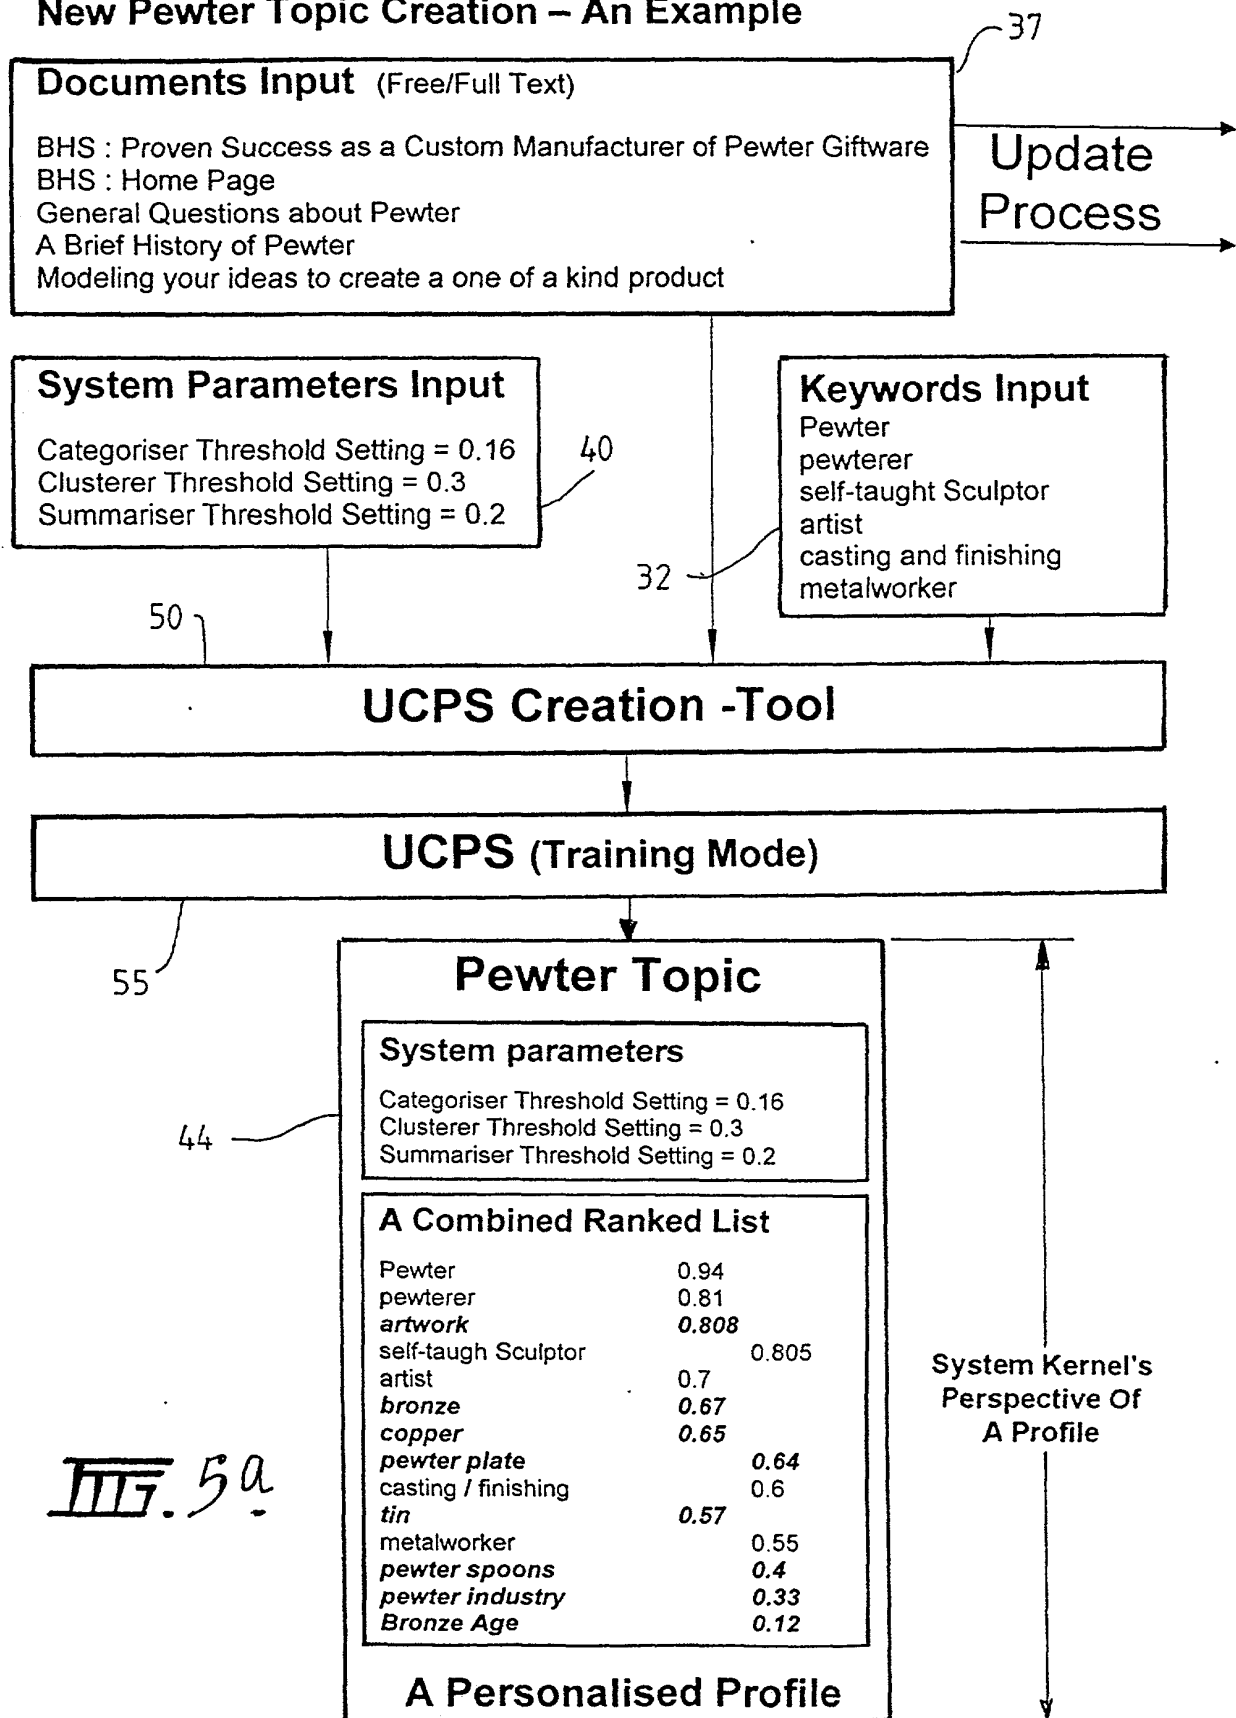 New Pewter Topic Creation – An Example
37
Documents Input (Free/Full Text)
BHS : Proven Success as a Custom Manufacturer of Pewter Giftware
BHS : Home Page
General Questions about Pewter
A Brief History of Pewter
Modeling your ideas to create a one of a kind product
Update
Process
System Parameters Input
Categoriser Threshold Setting = 0.16
Clusterer Threshold Setting = 0.3
Summariser Threshold Setting = 0.2
40
Keywords Input
Pewter
pewterer
self-taught Sculptor
artist
casting and finishing
metalworker
32
50
UCPS Creation -Tool
UCPS (Training Mode)
55
Pewter Topic
System parameters
Categoriser Threshold Setting = 0.16
Clusterer Threshold Setting = 0.3
Summariser Threshold Setting = 0.2
44
A Combined Ranked List
Pewter 0.94
pewterer 0.81
artwork 0.808
self-taugh Sculptor 0.805
artist 0.7
bronze 0.67
copper 0.65
pewter plate 0.64
casting / finishing 0.6
tin 0.57
metalworker 0.55
pewter spoons 0.4
pewter industry 0.33
Bronze Age 0.12
A Personalised Profile
System Kernel's
Perspective Of
A Profile
FIG. 5a